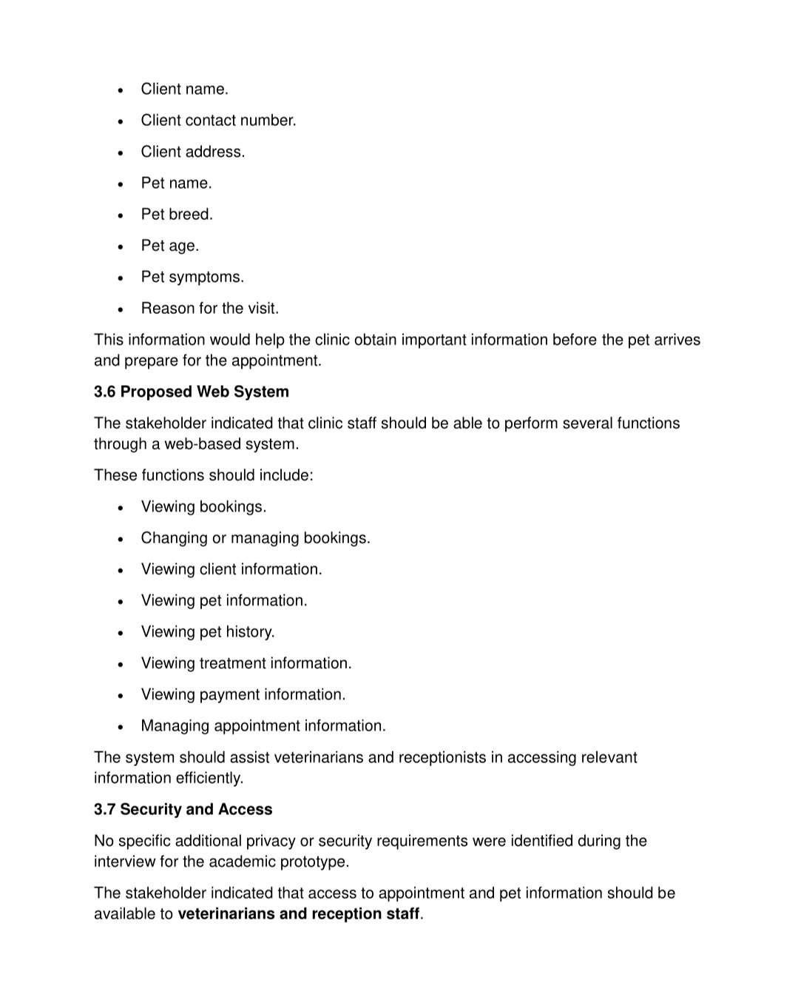 • Client name.
• Client contact number.
• Client address.
• Pet name.
• Pet breed.
• Pet age.
• Pet symptoms.
• Reason for the visit.
This information would help the clinic obtain important information before the pet arrives
and prepare for the appointment.
3.6 Proposed Web System
The stakeholder indicated that clinic staff should be able to perform several functions
through a web-based system.
These functions should include:
• Viewing bookings.
• Changing or managing bookings.
• Viewing client information.
• Viewing pet information.
• Viewing pet history.
• Viewing treatment information.
• Viewing payment information.
• Managing appointment information.
The system should assist veterinarians and receptionists in accessing relevant
information efficiently.
3.7 Security and Access
No specific additional privacy or security requirements were identified during the
interview for the academic prototype.
The stakeholder indicated that access to appointment and pet information should be
available to veterinarians and reception staff.